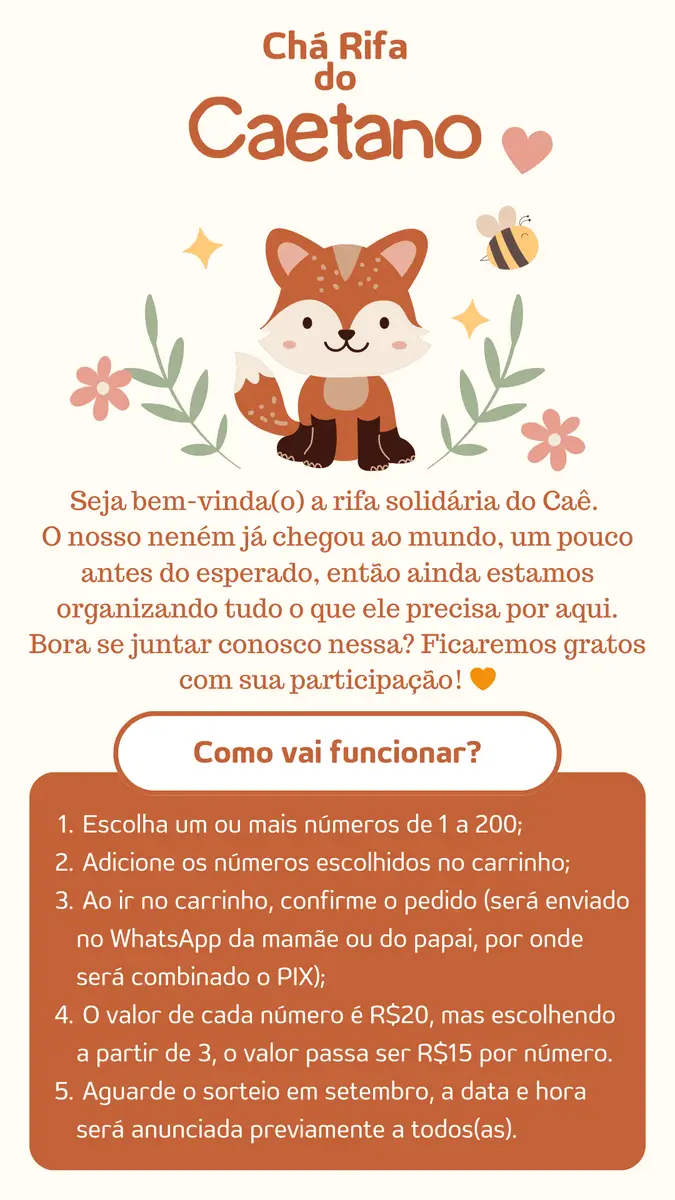 Chá Rifa
do
Caetano
Seja bem-vinda(o) a rifa solidária do Caê.
O nosso neném já chegou ao mundo, um pouco
antes do esperado, então ainda estamos
organizando tudo o que ele precisa por aqui.
Bora se juntar conosco nessa? Ficaremos gratos
com sua participação! 🧡
Como vai funcionar?
1. Escolha um ou mais números de 1 a 200;
2. Adicione os números escolhidos no carrinho;
3. Ao ir no carrinho, confirme o pedido (será enviado
no WhatsApp da mamãe ou do papai, por onde
será combinado o PIX);
4. O valor de cada número é R$20, mas escolhendo
a partir de 3, o valor passa ser R$15 por número.
5. Aguarde o sorteio em setembro, a data e hora
será anunciada previamente a todos(as).